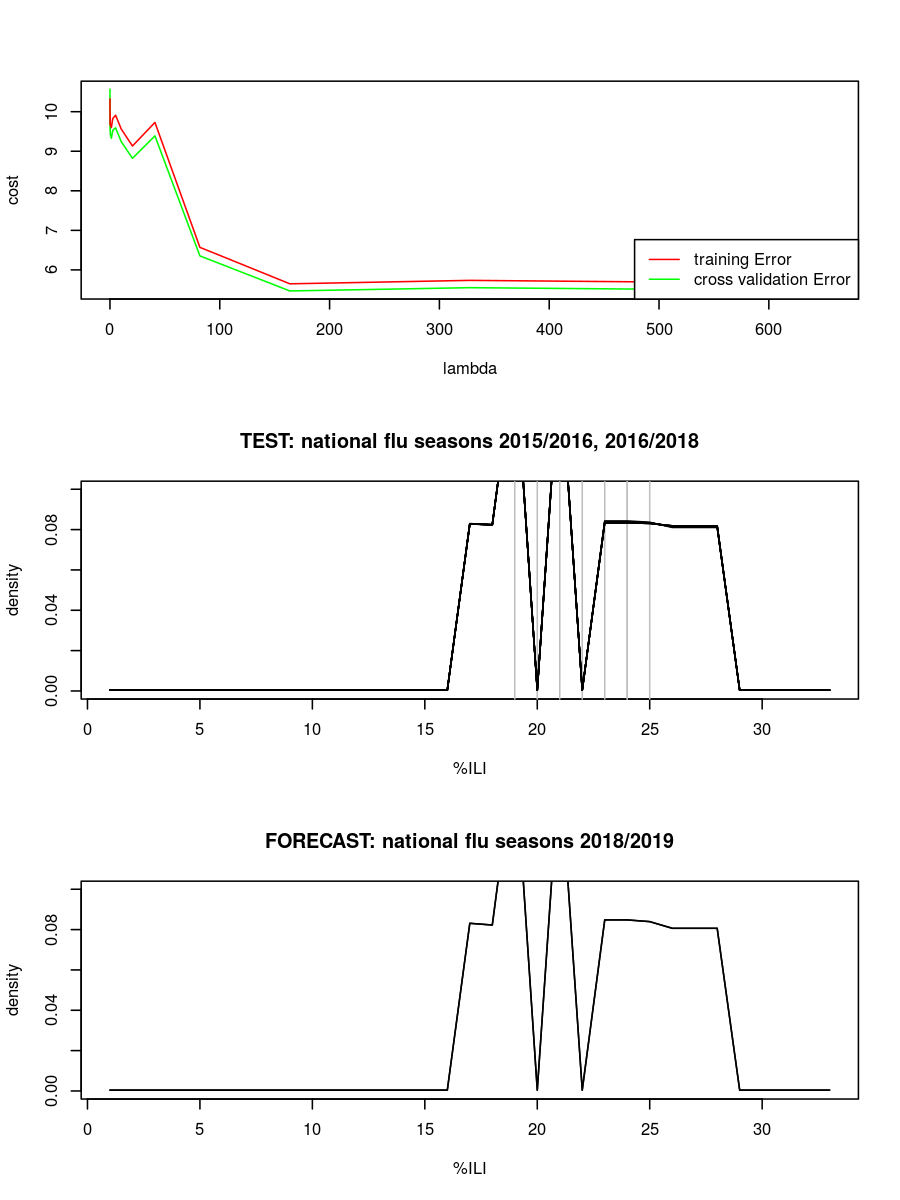 10
9
8
7
6
cost
training Error
cross validation Error
0 100 200 300 400 500 600
lambda
TEST: national flu seasons 2015/2016, 2016/2018
0.08
0.04
0.00
density
0 5 10 15 20 25 30
%ILI
FORECAST: national flu seasons 2018/2019
0.08
0.04
0.00
density
0 5 10 15 20 25 30
%ILI